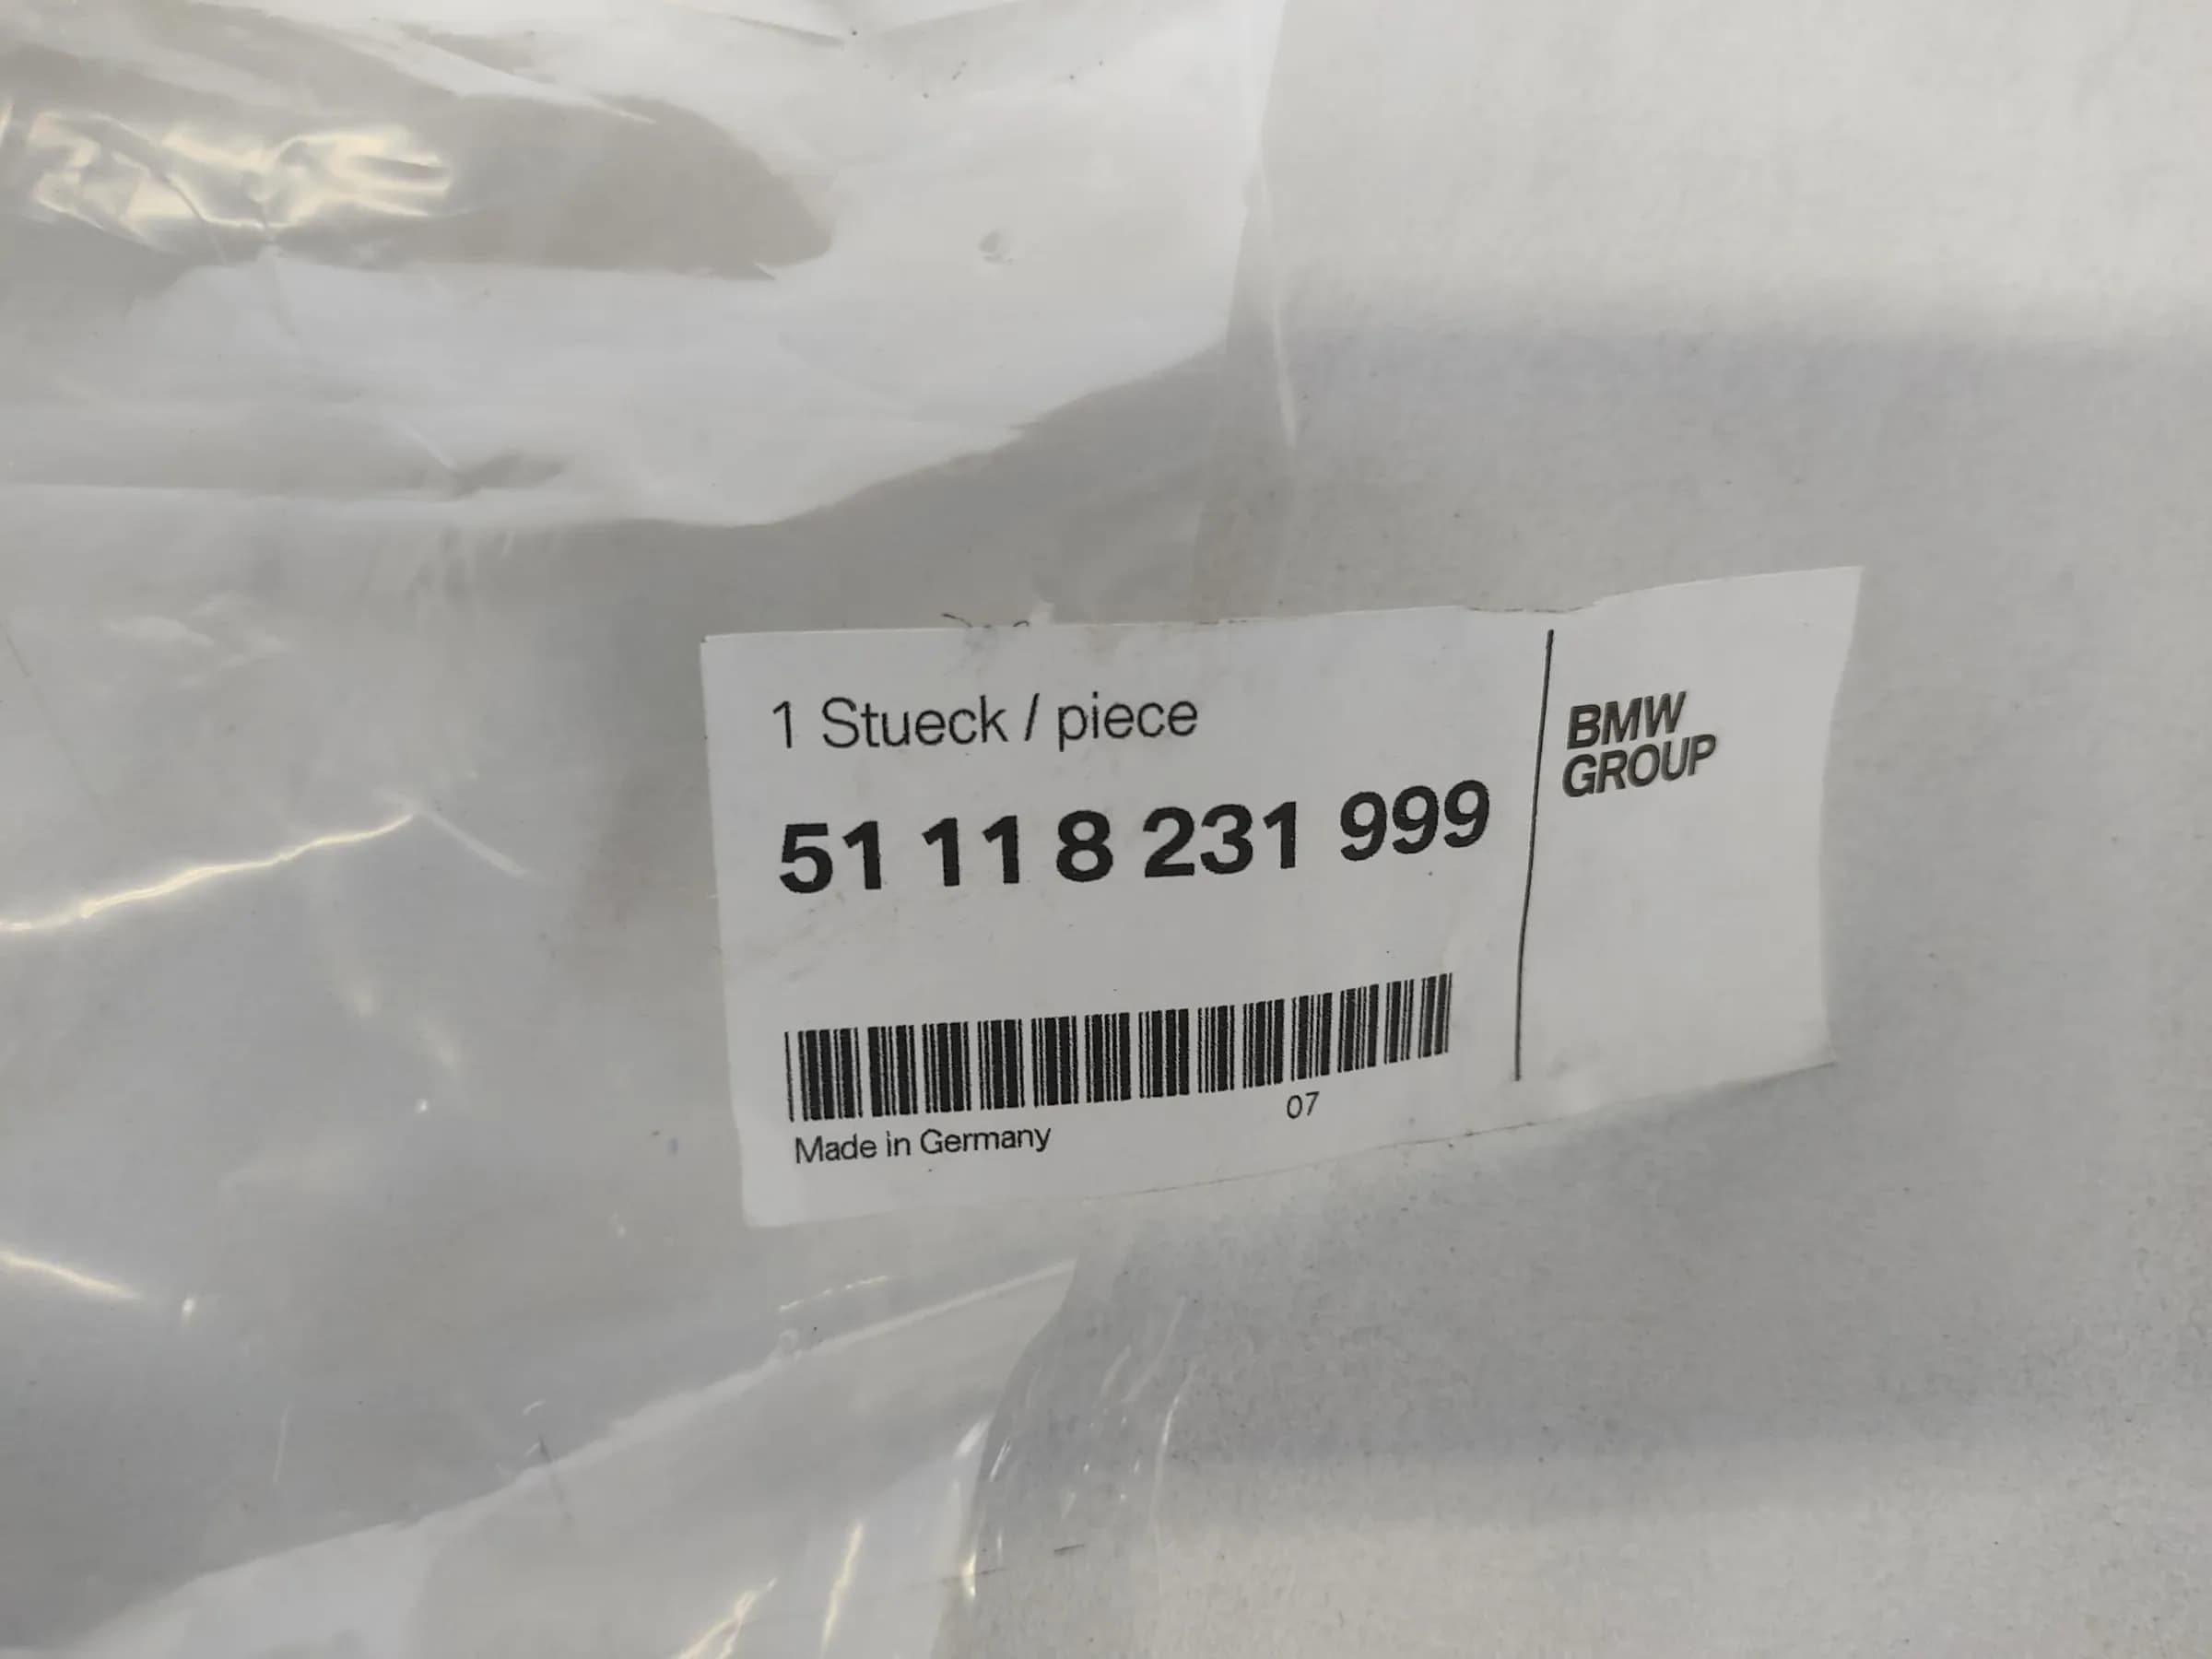 1 Stueck / piece
51 11 8 231 999
07
Made in Germany
BMW
GROUP